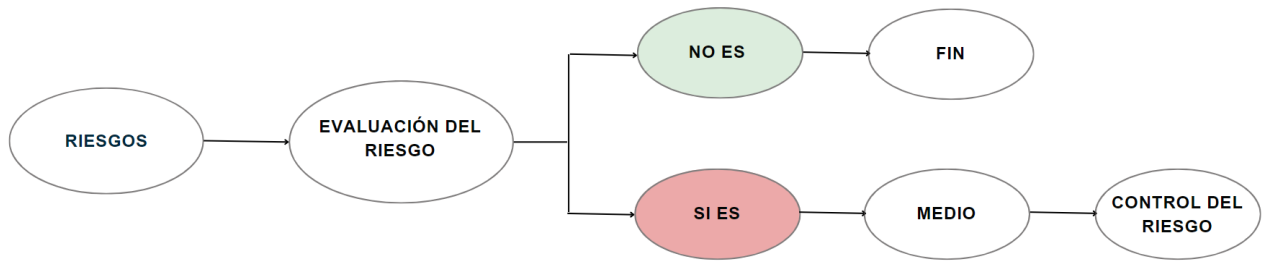 RIESGOS
EVALUACIÓN DEL
RIESGO
NO ES
FIN
SI ES
MEDIO
CONTROL DEL
RIESGO